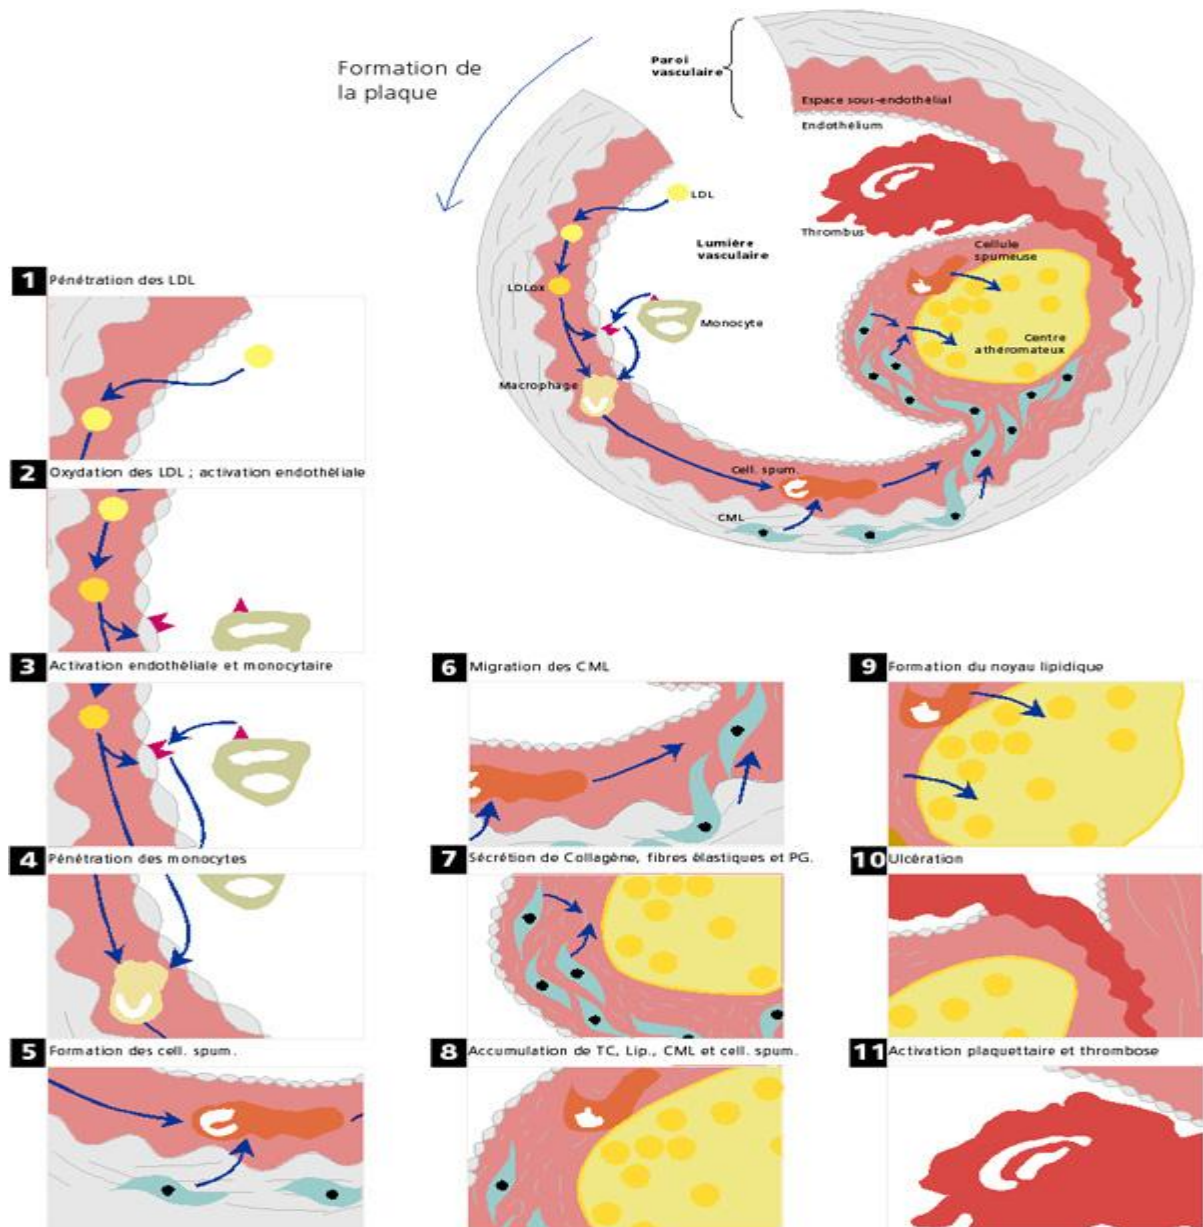 Formation de
la plaque
Paroi
vasculaire
Espace sous-endothélial
Endothélium
LDL
Thrombus
Lumière
vasculaire
Cellule
spumeuse
LDLox
Monocyte
Centre
athéromateux
Macrophage
Cell. spum.
CML
1 Pénétration des LDL
2 Oxydation des LDL ; activation endothéliale
3 Activation endothéliale et monocytaire
4 Pénétration des monocytes
5 Formation des cell. spum.
6 Migration des CML
7 Sécrétion de Collagène, fibres élastiques et PG.
8 Accumulation de TC, Lip., CML et cell. spum.
9 Formation du noyau lipidique
10 Ulcération
11 Activation plaquettaire et thrombose